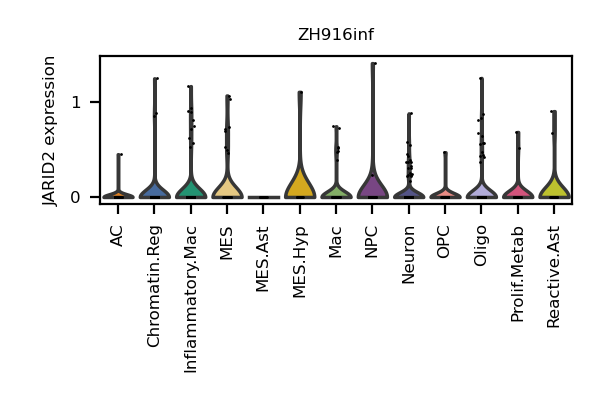 ZH916inf
JARID2 expression
1
0
AC
Chromatin.Reg
Inflammatory.Mac
MES
MES.Ast
MES.Hyp
Mac
NPC
Neuron
OPC
Oligo
Prolif.Metab
Reactive.Ast